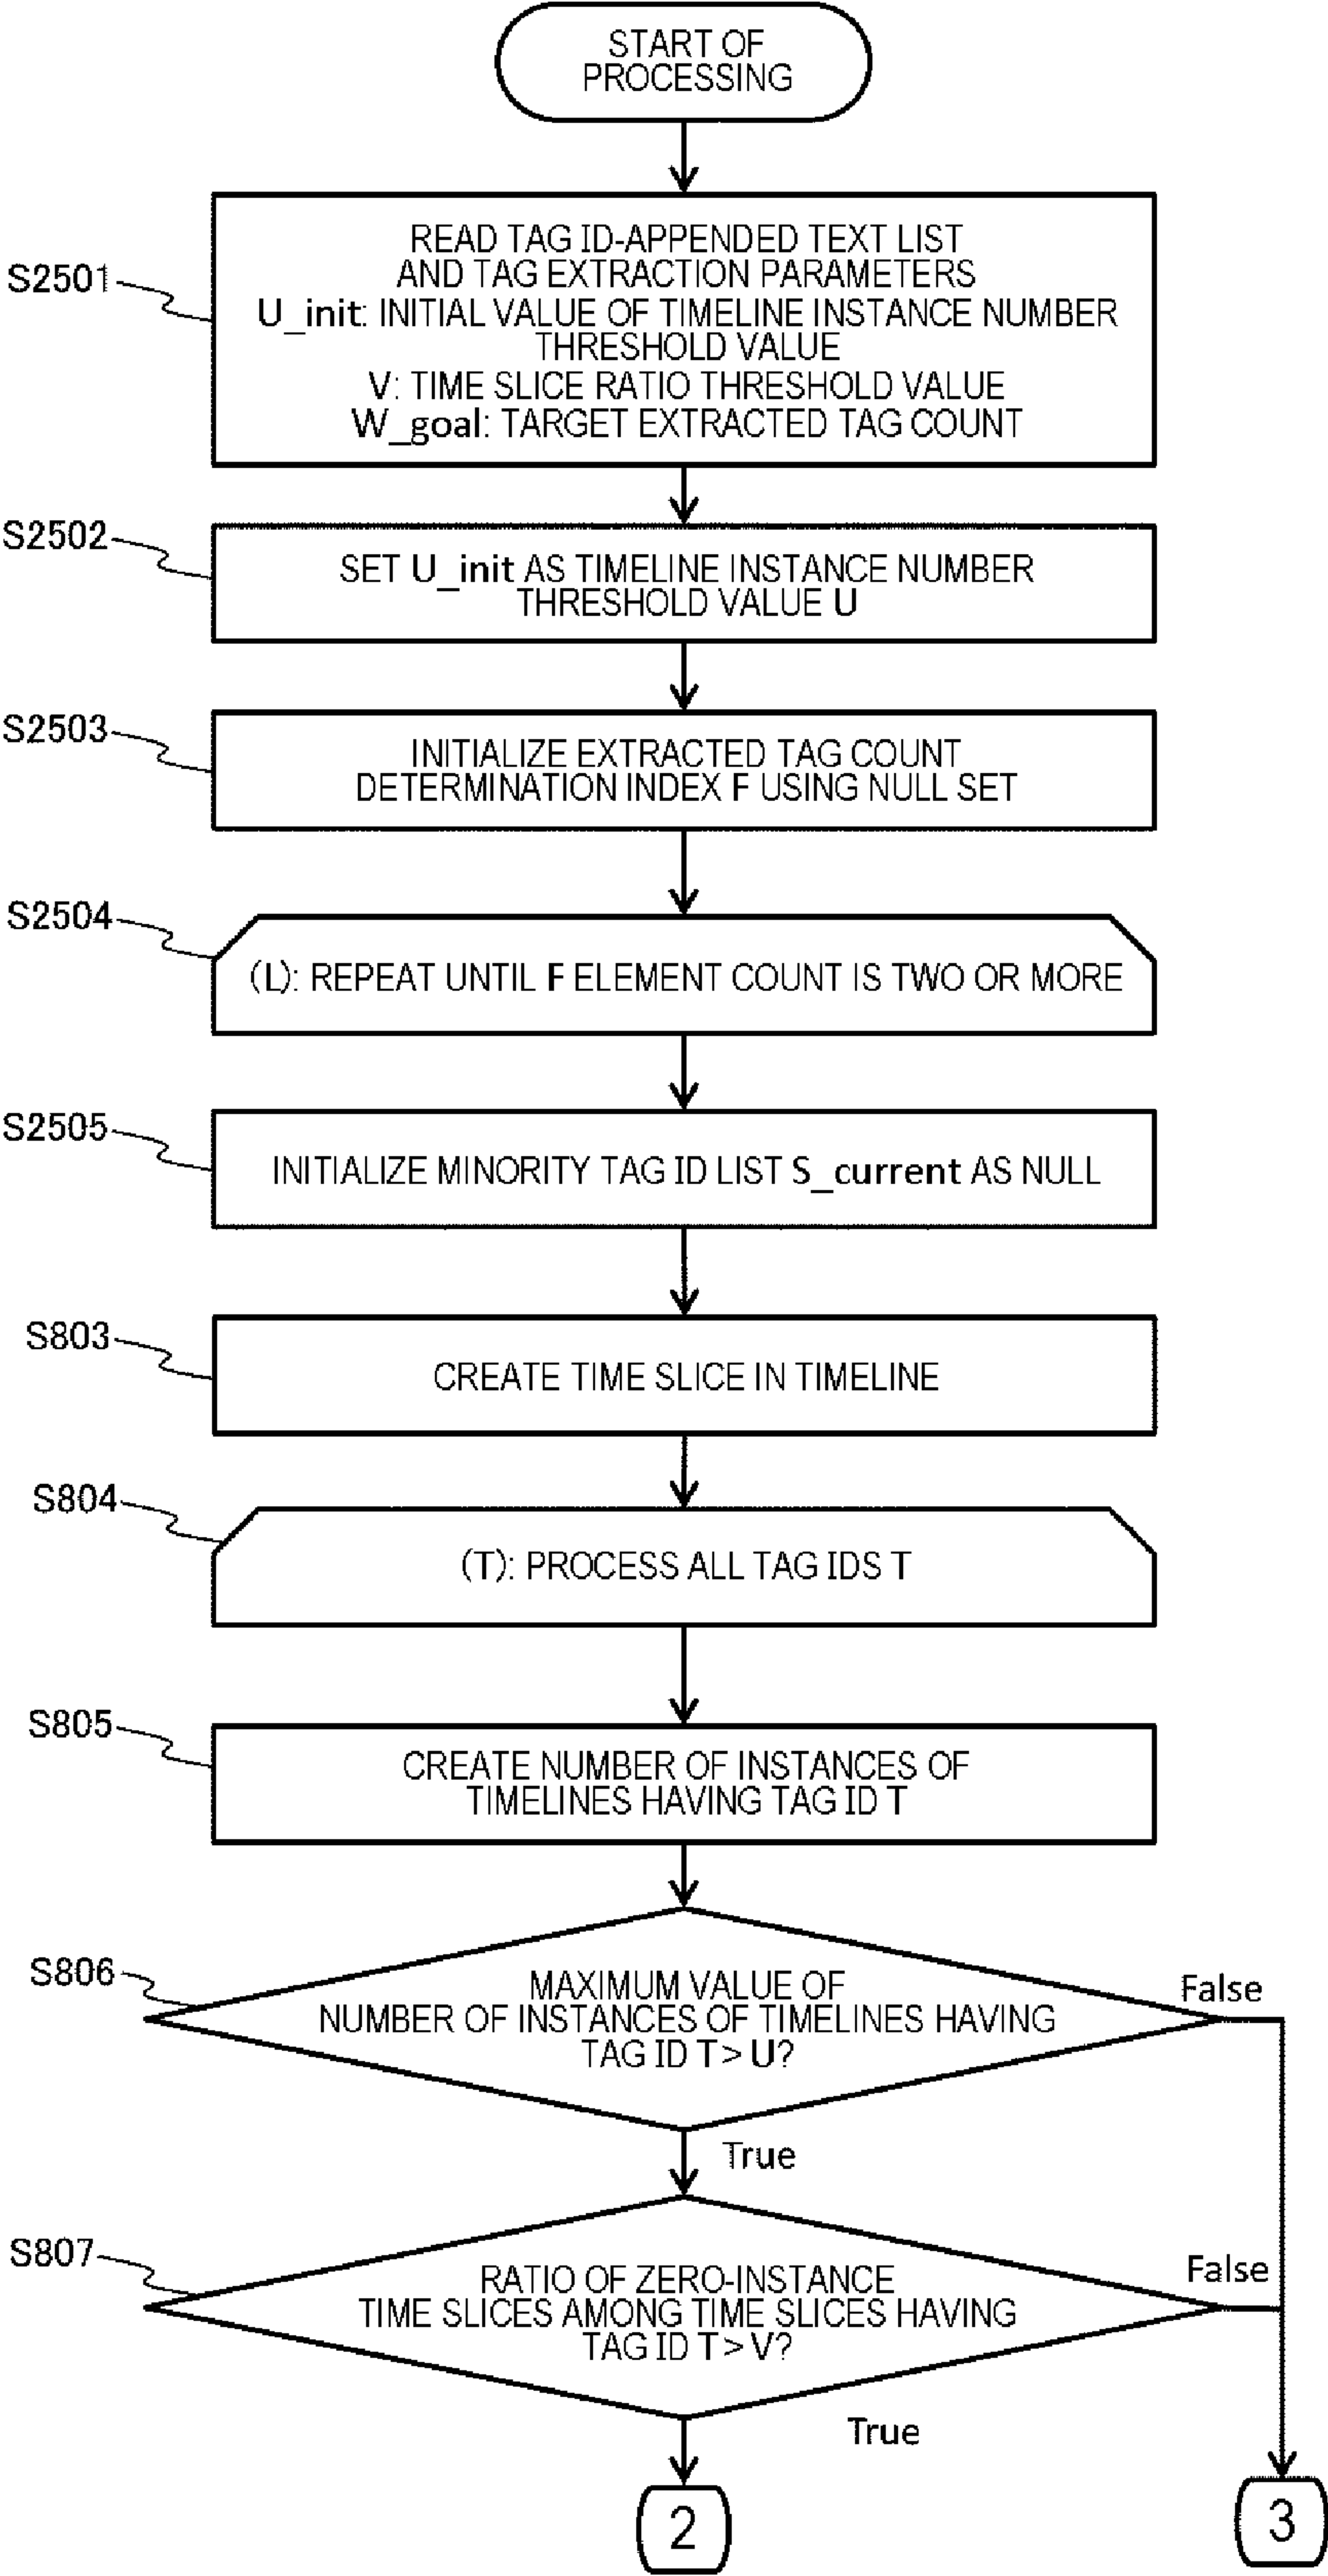 START OF
PROCESSING
S2501
READ TAG ID-APPENDED TEXT LIST
AND TAG EXTRACTION PARAMETERS
U_init: INITIAL VALUE OF TIMELINE INSTANCE NUMBER
THRESHOLD VALUE
V: TIME SLICE RATIO THRESHOLD VALUE
W_goal: TARGET EXTRACTED TAG COUNT
S2502
SET U_init AS TIMELINE INSTANCE NUMBER
THRESHOLD VALUE U
S2503
INITIALIZE EXTRACTED TAG COUNT
DETERMINATION INDEX F USING NULL SET
S2504
(L): REPEAT UNTIL F ELEMENT COUNT IS TWO OR MORE
S2505
INITIALIZE MINORITY TAG ID LIST S_current AS NULL
S803
CREATE TIME SLICE IN TIMELINE
S804
(T): PROCESS ALL TAG IDS T
S805
CREATE NUMBER OF INSTANCES OF
TIMELINES HAVING TAG ID T
S806
MAXIMUM VALUE OF
NUMBER OF INSTANCES OF TIMELINES HAVING
TAG ID T > U?
False
True
S807
RATIO OF ZERO-INSTANCE
TIME SLICES AMONG TIME SLICES HAVING
TAG ID T > V?
False
True
2
3